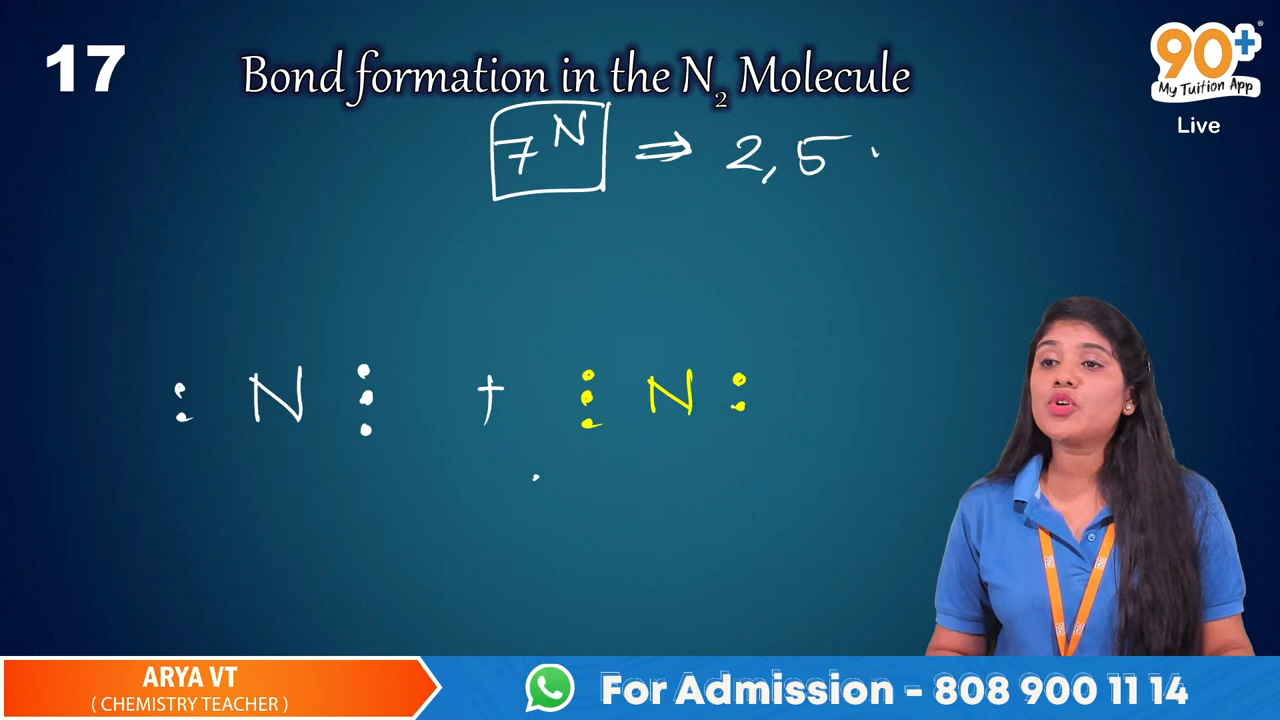 17
Bond formation in the N₂ Molecule
90+
My Tuition App
Live
7N ⇒ 2, 5
: N ⋮ + ⋮ N :
ARYA VT
( CHEMISTRY TEACHER )
For Admission - 808 900 11 14